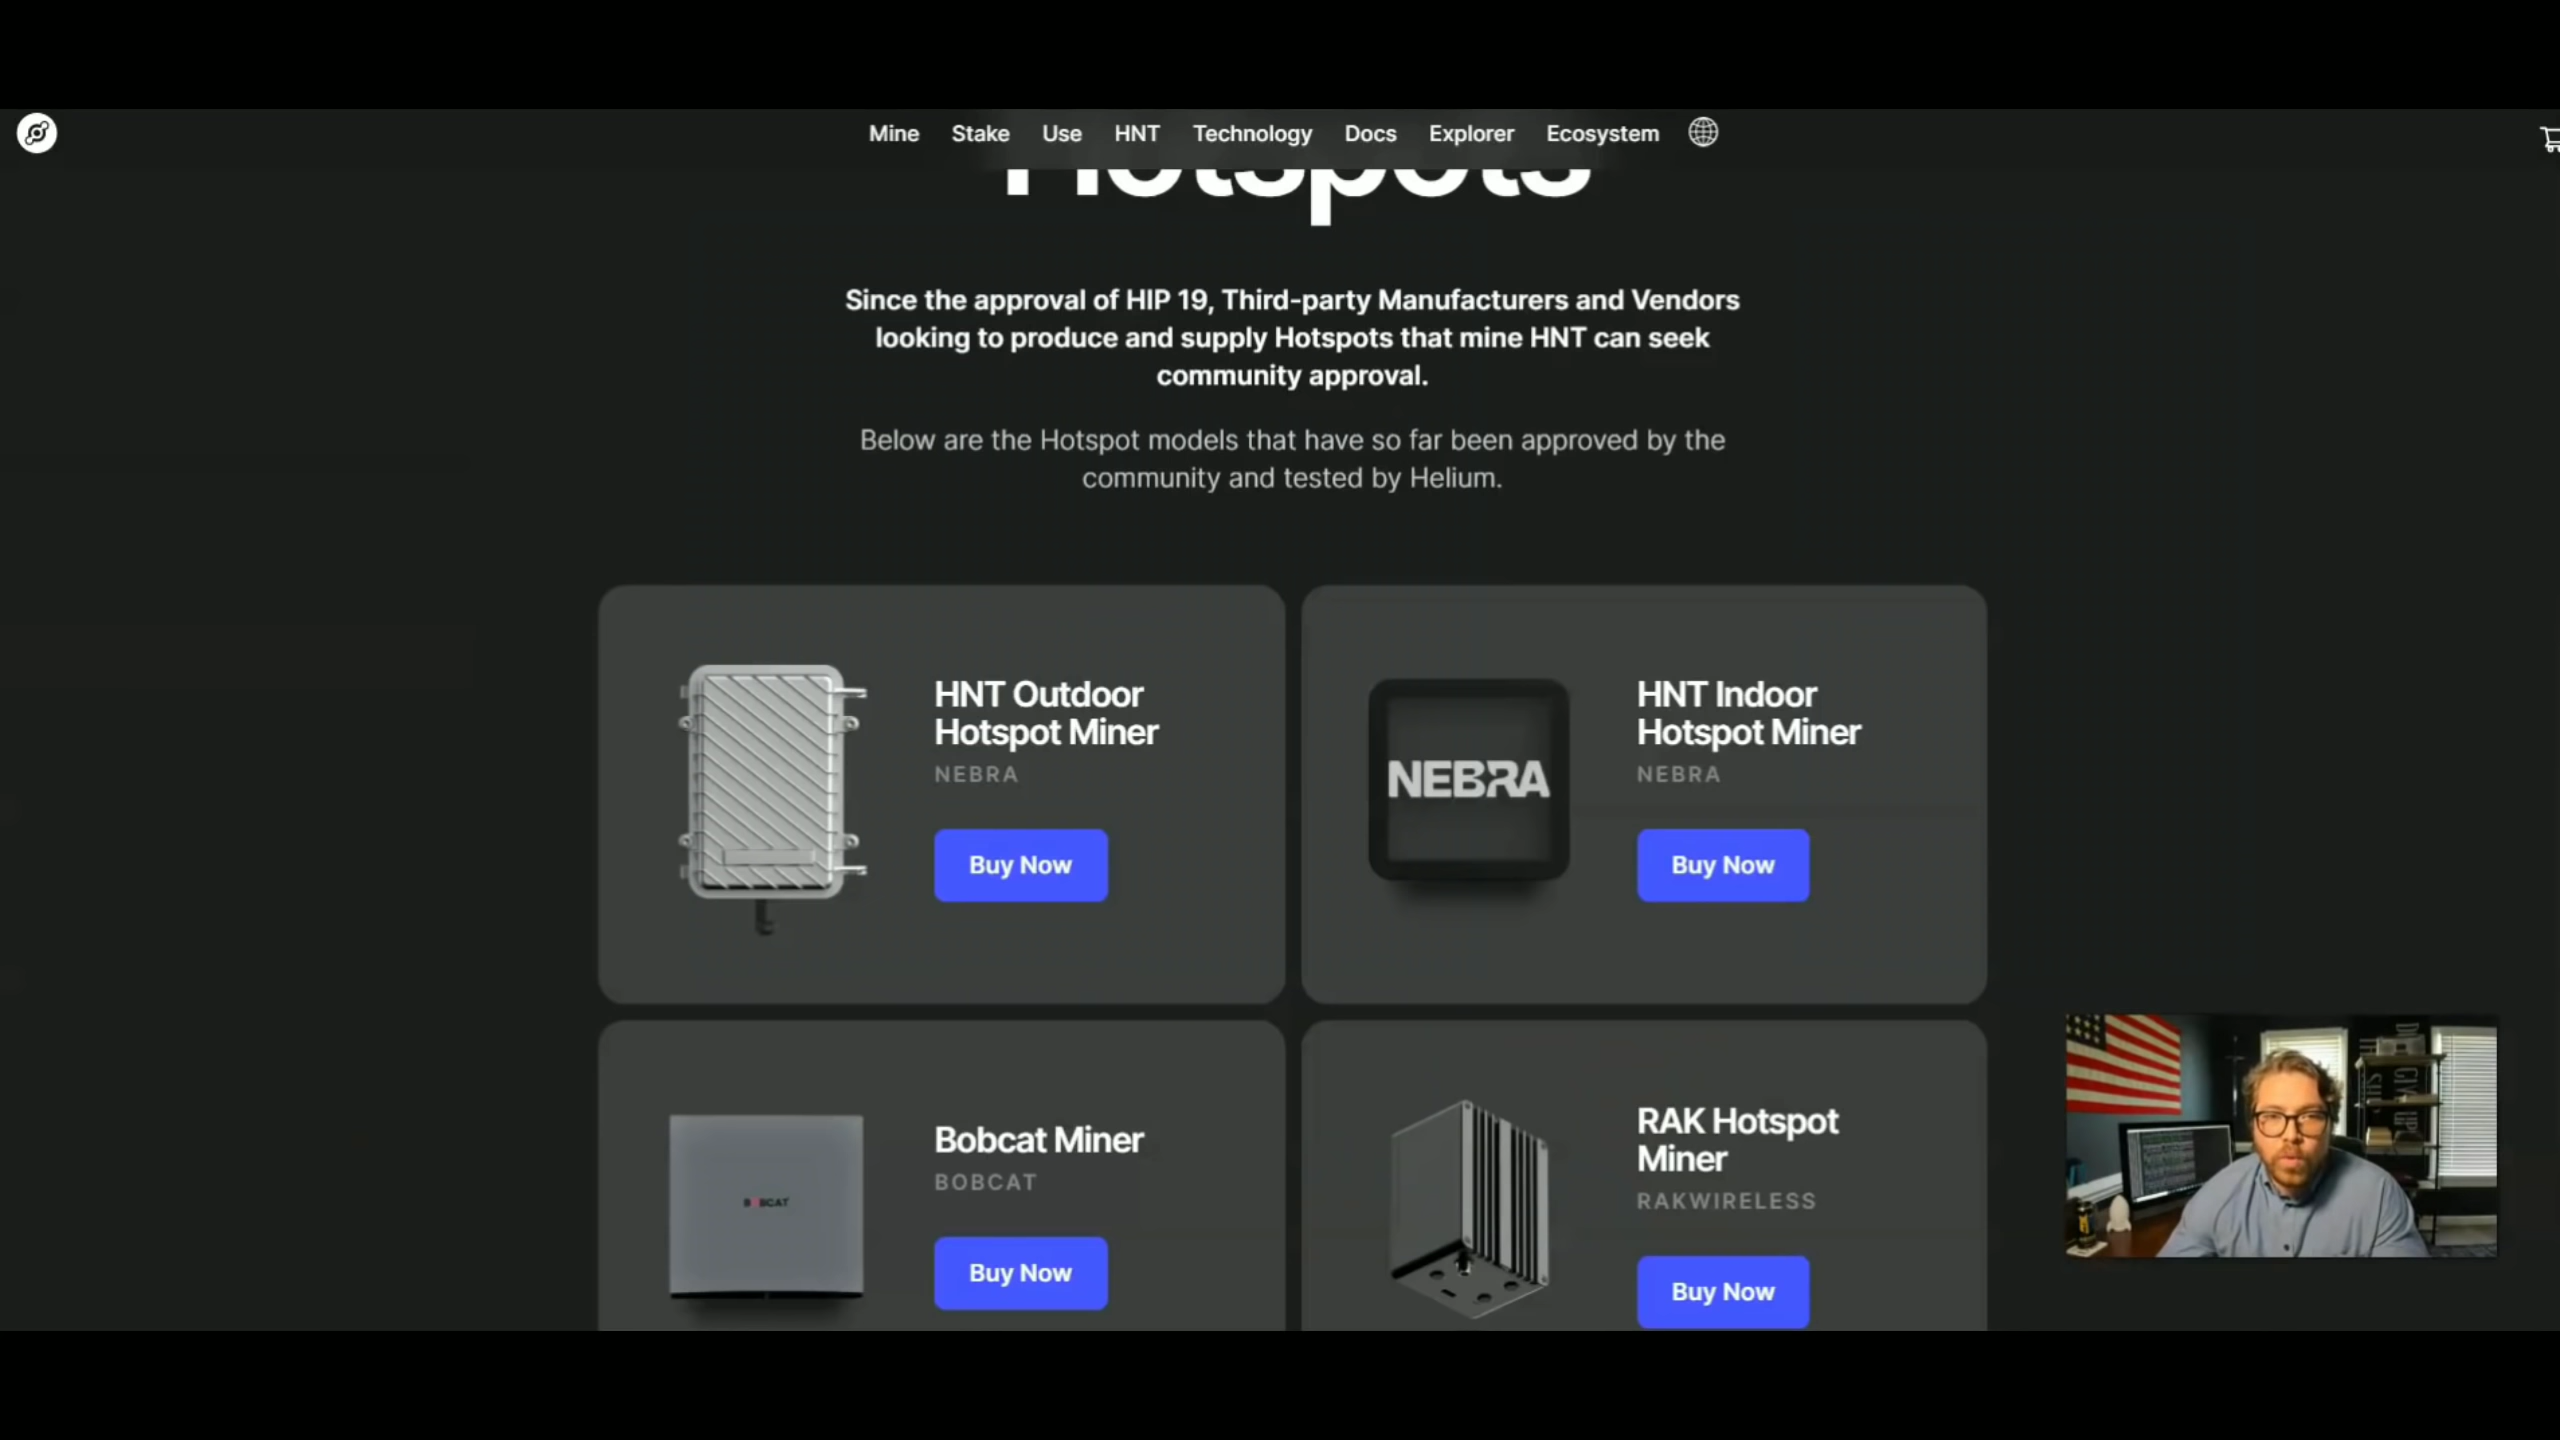 Mine Stake Use HNT Technology Docs Explorer Ecosystem
Hotspots
Since the approval of HIP 19, Third-party Manufacturers and Vendors
looking to produce and supply Hotspots that mine HNT can seek
community approval.
Below are the Hotspot models that have so far been approved by the
community and tested by Helium.
HNT Outdoor
Hotspot Miner
NEBRA
Buy Now
NEBRA
HNT Indoor
Hotspot Miner
NEBRA
Buy Now
BOBCAT
Bobcat Miner
BOBCAT
Buy Now
RAK Hotspot
Miner
RAKWIRELESS
Buy Now